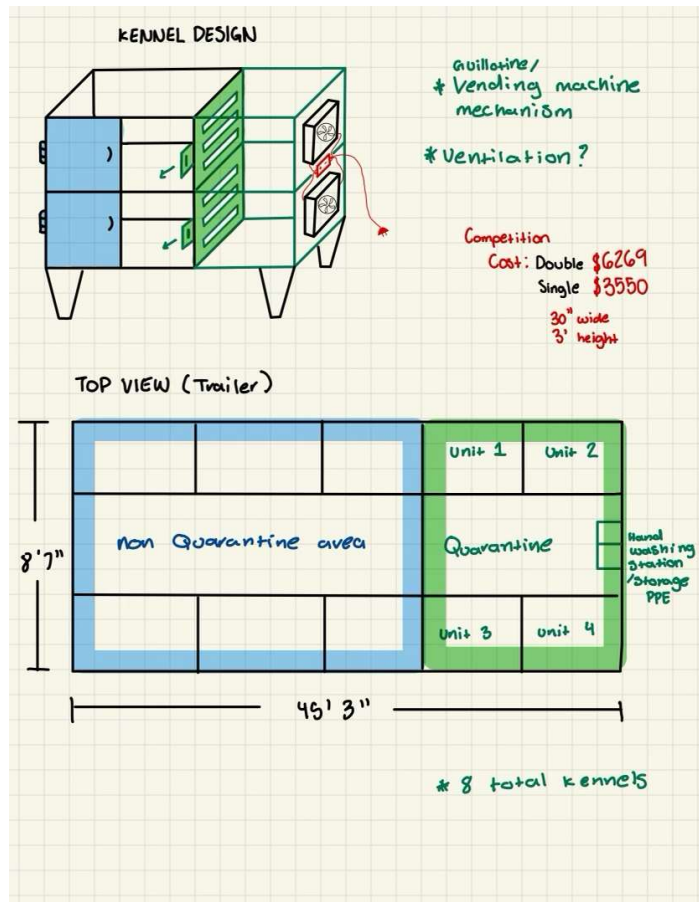 KENNEL DESIGN
Guillotine/
* Vending machine
mechanism
* Ventilation?
Competition
Cost: Double $6269
Single $3550
30" wide
3' height
TOP VIEW (Trailer)
Unit 1
Unit 2
8'7"
non Quarantine area
Quarantine
Hand
washing
Station
/Storage
PPE
Unit 3
Unit 4
45' 3"
* 8 total kennels